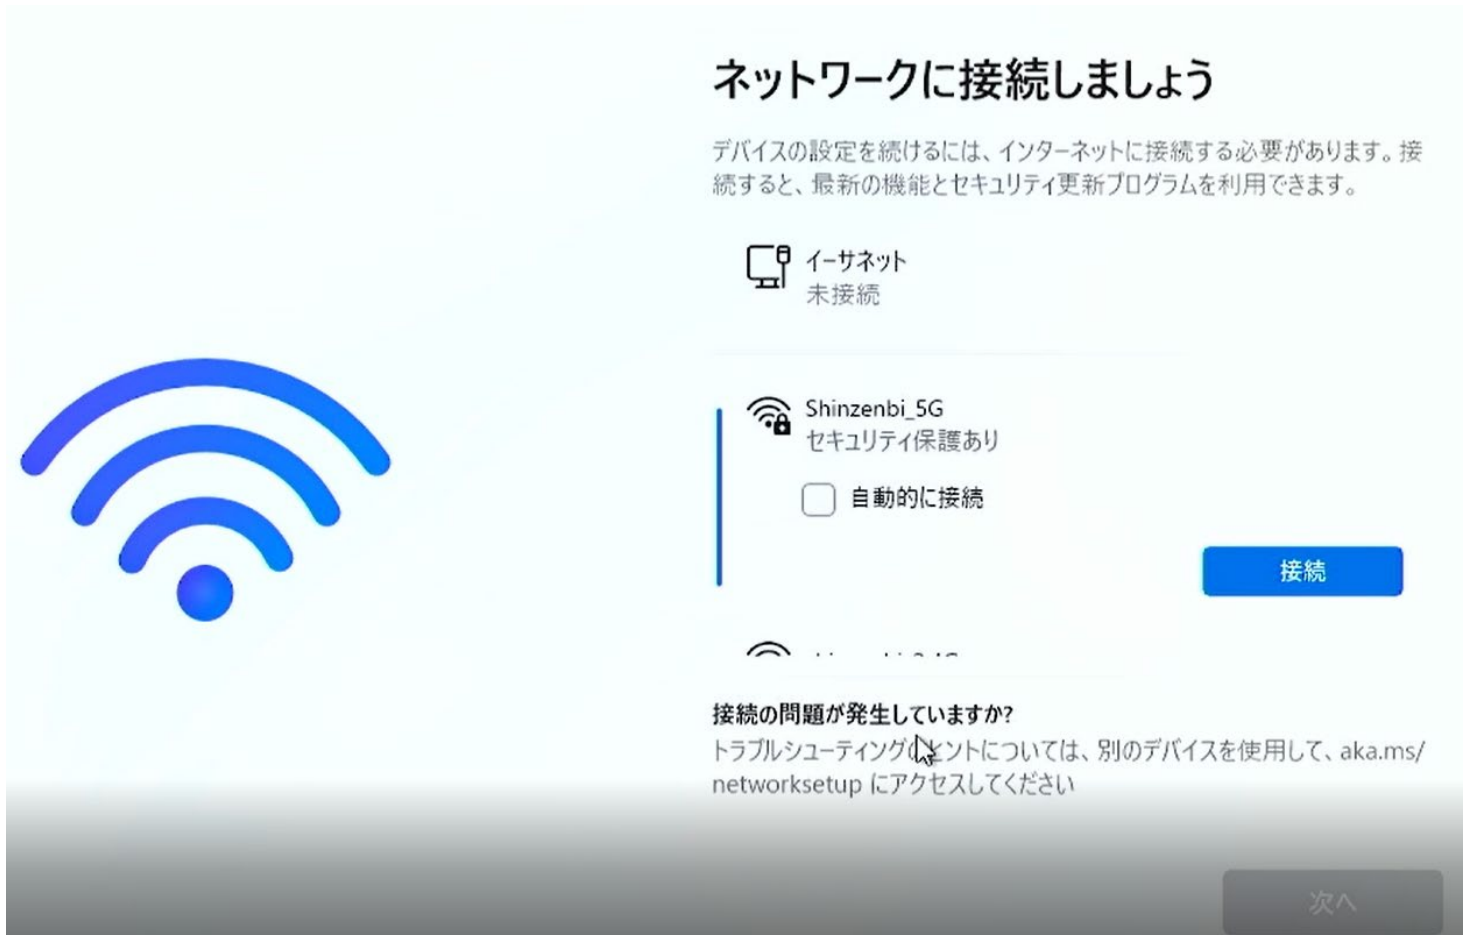 ネットワークに接続しましょう
デバイスの設定を続けるには、インターネットに接続する必要があります。接
続すると、最新の機能とセキュリティ更新プログラムを利用できます。
イーサネット
未接続
Shinzenbi_5G
セキュリティ保護あり
自動的に接続
接続
接続の問題が発生していますか?
トラブルシューティングのヒントについては、別のデバイスを使用して、aka.ms/
networksetup にアクセスしてください
次へ